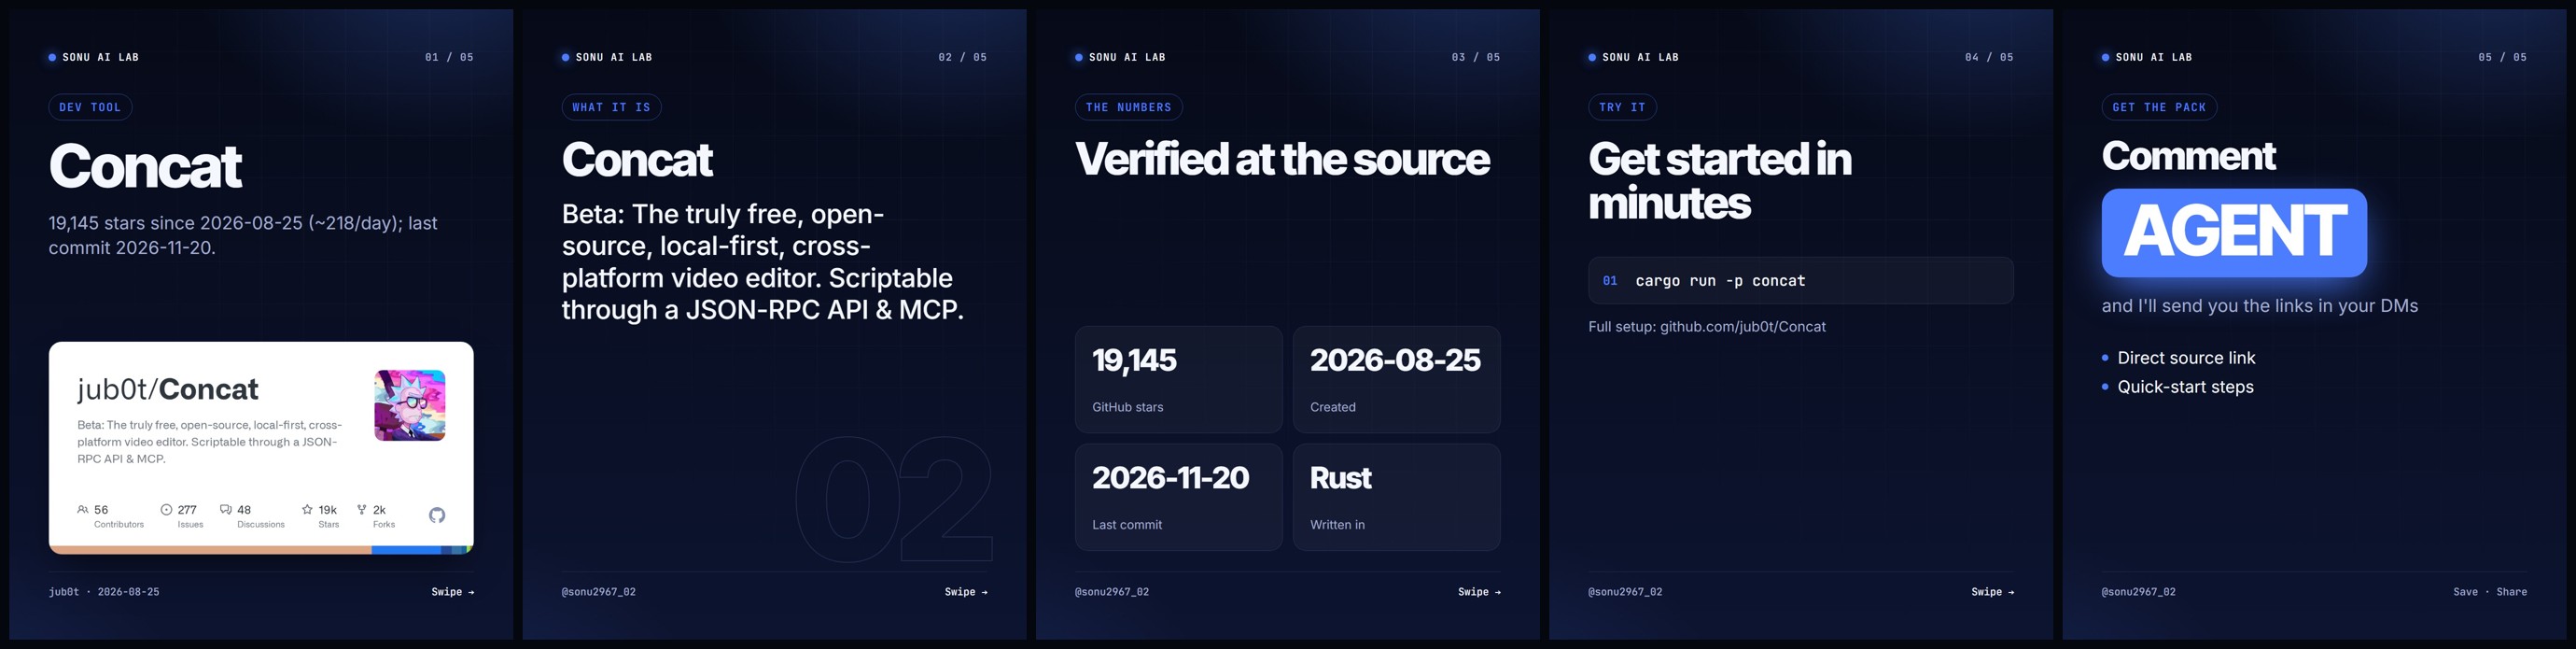 SONU AI LAB
01 / 05
DEV TOOL
Concat
19,145 stars since 2026-08-25 (~218/day); last
commit 2026-11-20.
jub0t/Concat
Beta: The truly free, open-source, local-first, cross-
platform video editor. Scriptable through a JSON-
RPC API & MCP.
56
Contributors
277
Issues
48
Discussions
19k
Stars
2k
Forks
jub0t · 2026-08-25
Swipe →
SONU AI LAB
02 / 05
WHAT IT IS
Concat
Beta: The truly free, open-
source, local-first, cross-
platform video editor. Scriptable
through a JSON-RPC API & MCP.
02
@sonu2967_02
Swipe →
SONU AI LAB
03 / 05
THE NUMBERS
Verified at the source
19,145
GitHub stars
2026-08-25
Created
2026-11-20
Last commit
Rust
Written in
@sonu2967_02
Swipe →
SONU AI LAB
04 / 05
TRY IT
Get started in
minutes
01 cargo run -p concat
Full setup: github.com/jub0t/Concat
@sonu2967_02
Swipe →
SONU AI LAB
05 / 05
GET THE PACK
Comment
AGENT
and I'll send you the links in your DMs
Direct source link
Quick-start steps
@sonu2967_02
Save · Share